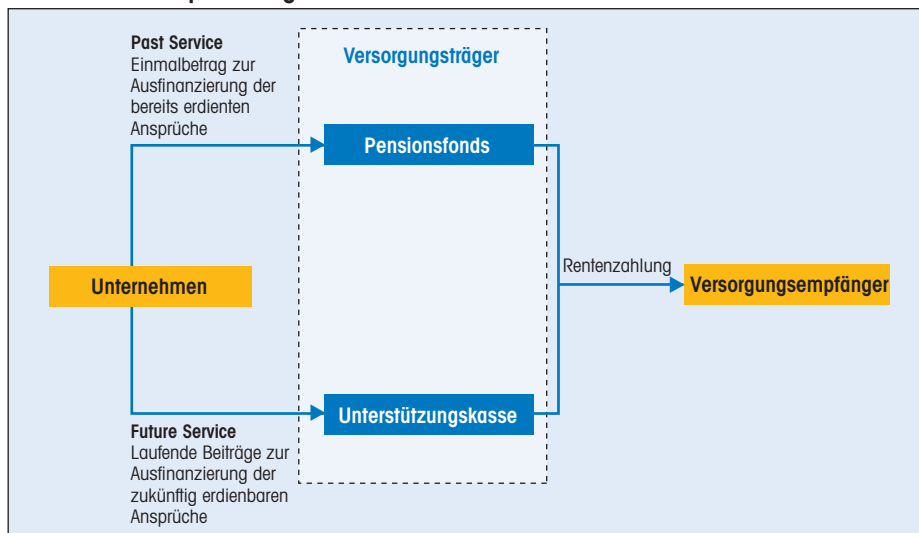 Past Service
Einmalbetrag zur
Ausfinanzierung der
bereits erdienten
Ansprüche
Versorgungsträger
Pensionsfonds
Unternehmen
Rentenzahlung
Versorgungsempfänger
Unterstützungskasse
Future Service
Laufende Beiträge zur
Ausfinanzierung der
zukünftig erdienbaren
Ansprüche